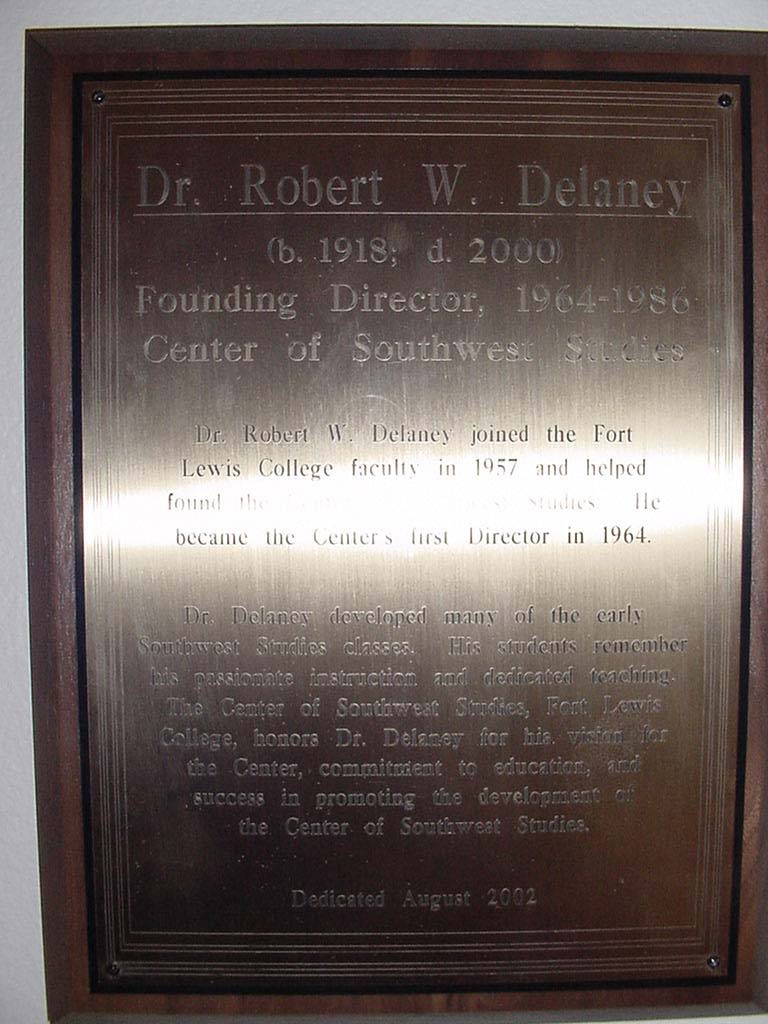 Dr. Robert W. Delaney
(b. 1918; d. 2000)
Founding Director, 1964-1986
Center of Southwest Studies
Dr. Robert W. Delaney joined the Fort
Lewis College faculty in 1957 and helped
found the Center of Southwest Studies. He
became the Center's first Director in 1964.
Dr. Delaney developed many of the early
Southwest Studies classes. His students remember
his passionate instruction and dedicated teaching.
The Center of Southwest Studies, Fort Lewis
College, honors Dr. Delaney for his vision for
the Center, commitment to education, and
success in promoting the development of
the Center of Southwest Studies.
Dedicated August 2002